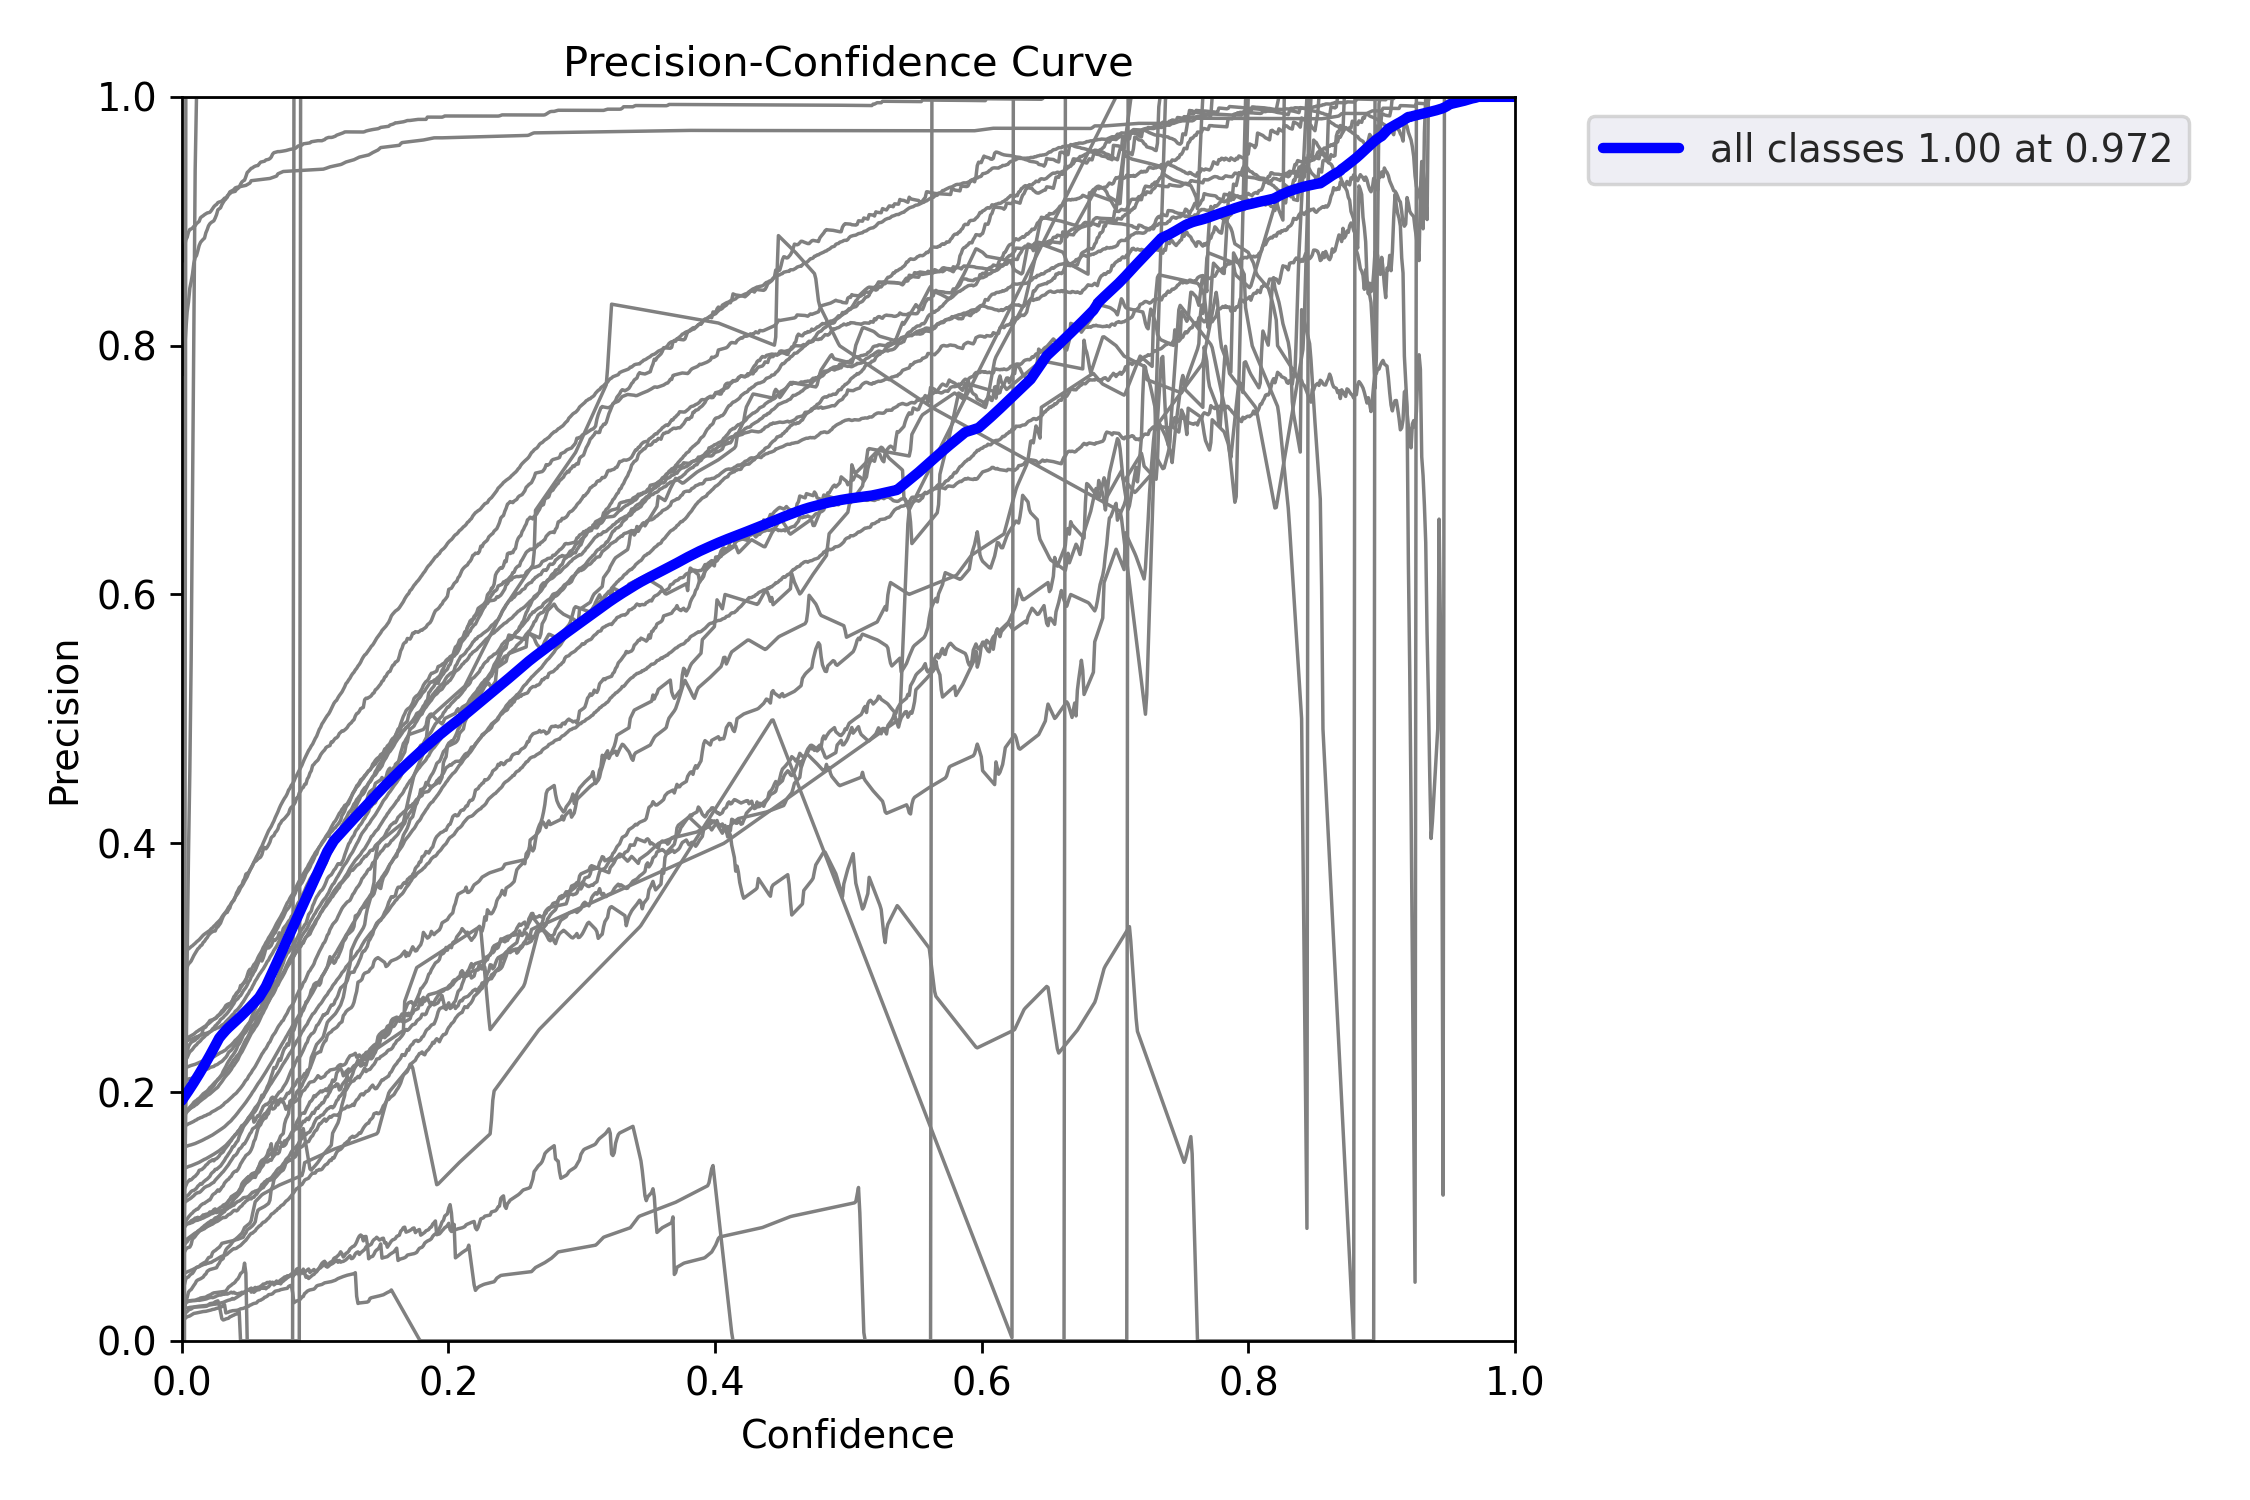 Precision-Confidence Curve
1.0
0.8
0.6
0.4
0.2
0.0
Precision
0.0 0.2 0.4 0.6 0.8 1.0
Confidence
all classes 1.00 at 0.972